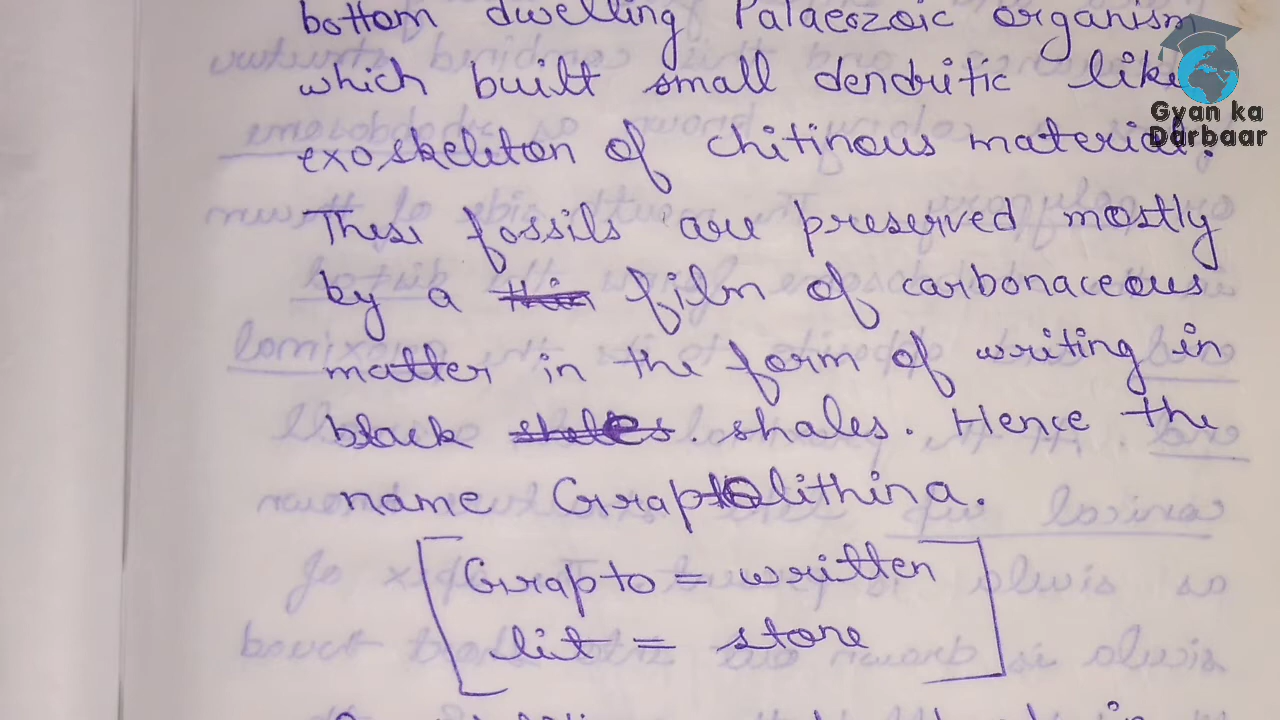 bottom dwelling Palaeozoic organism
which built small dendritic like
exoskeleton of chitinous material.
These fossils are preserved mostly
by a thin film of carbonaceous
matter in the form of writing in
black shales. shales. Hence the
name Graptolithina.
Grapto = written
lit = stone
Gyan ka
Darbaar